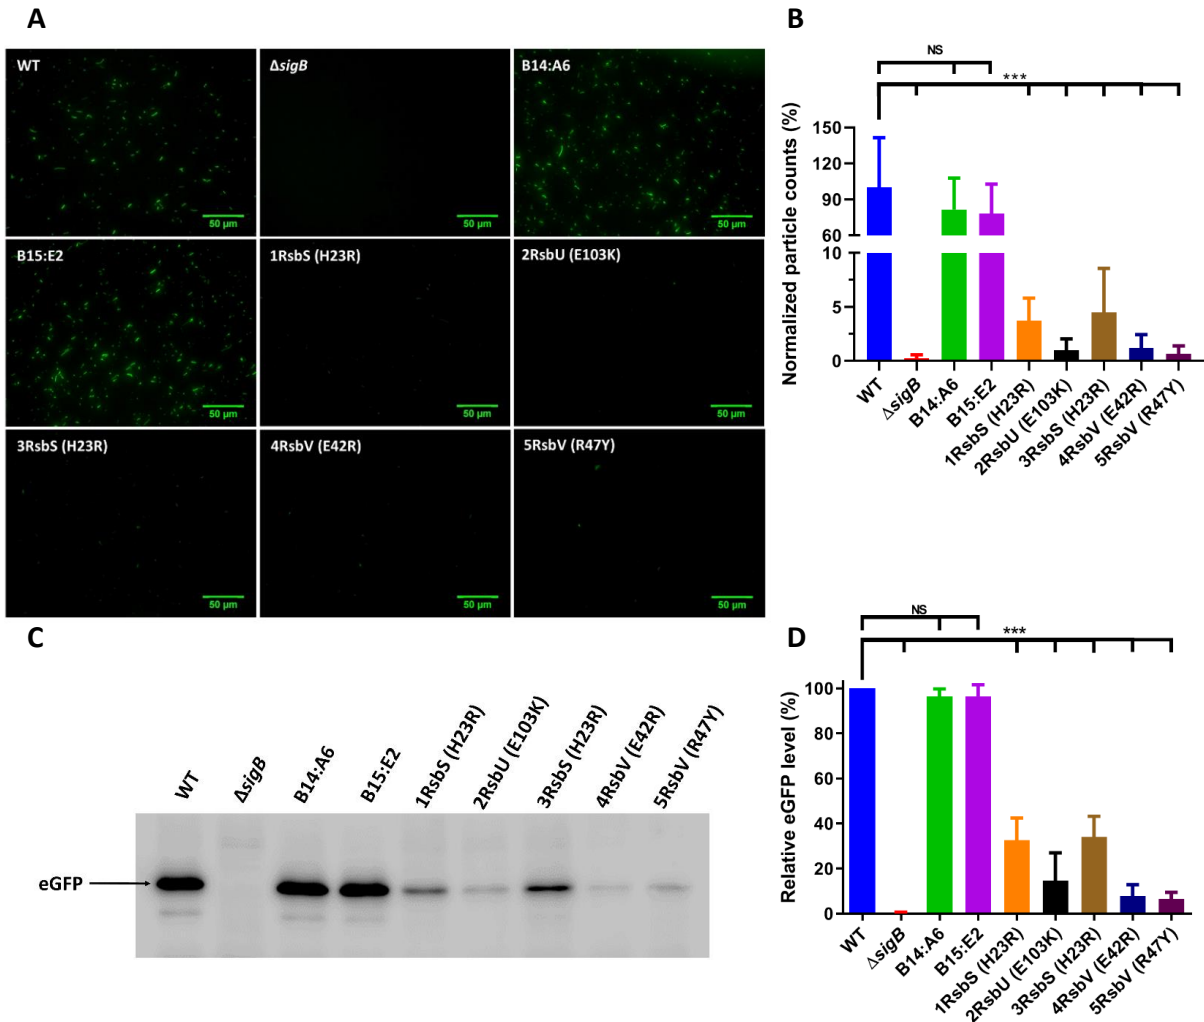 A
WT
ΔsigB
B14:A6
50 µm
50 µm
50 µm
B15:E2
1RsbS (H23R)
2RsbU (E103K)
50 µm
50 µm
50 µm
3RsbS (H23R)
4RsbV (E42R)
5RsbV (R47Y)
50 µm
50 µm
50 µm
B
NS
***
Normalized particle counts (%)
150
120
90
60
10
5
0
WT
ΔsigB
B14:A6
B15:E2
1RsbS (H23R)
2RsbU (E103K)
3RsbS (H23R)
4RsbV (E42R)
5RsbV (R47Y)
C
WT
ΔsigB
B14:A6
B15:E2
1RsbS (H23R)
2RsbU (E103K)
3RsbS (H23R)
4RsbV (E42R)
5RsbV (R47Y)
eGFP
D
NS
***
Relative eGFP level (%)
100
80
60
40
20
0
WT
ΔsigB
B14:A6
B15:E2
1RsbS (H23R)
2RsbU (E103K)
3RsbS (H23R)
4RsbV (E42R)
5RsbV (R47Y)